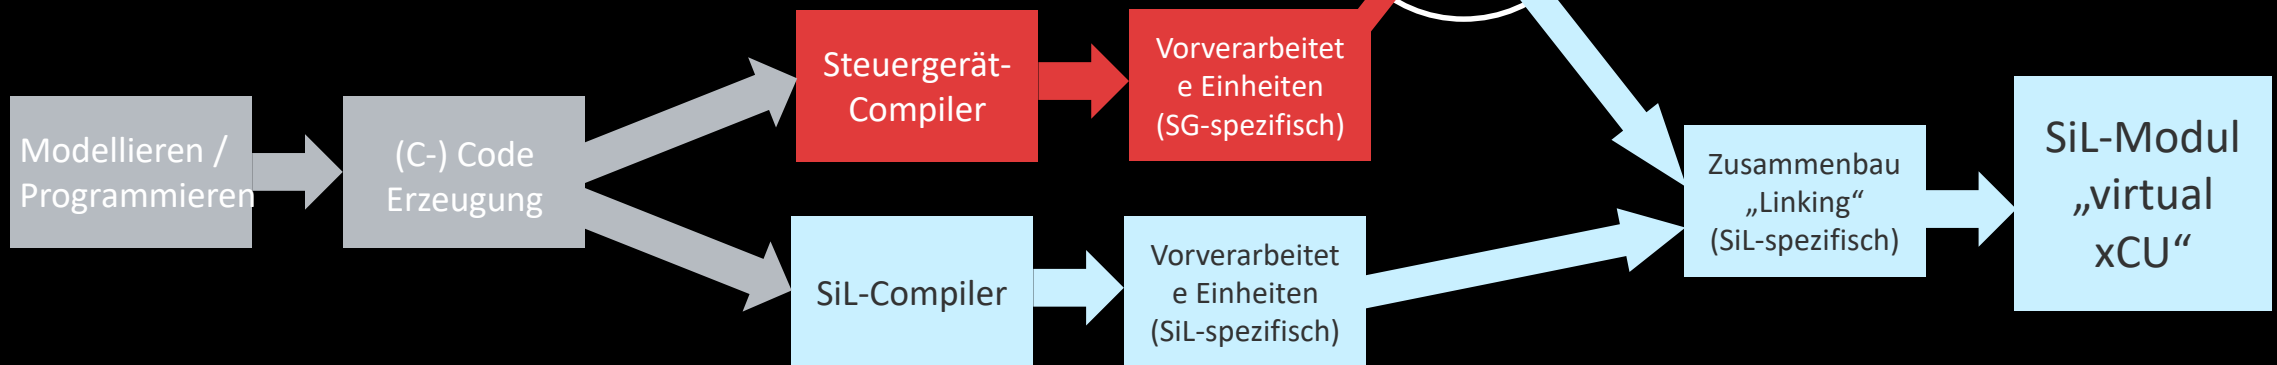 Modellieren /
Programmieren
(C-) Code
Erzeugung
Steuergerät-
Compiler
Vorverarbeitet
e Einheiten
(SG-spezifisch)
SiL-Compiler
Vorverarbeitet
e Einheiten
(SiL-spezifisch)
Zusammenbau
„Linking“
(SiL-spezifisch)
SiL-Modul
„virtual
xCU“